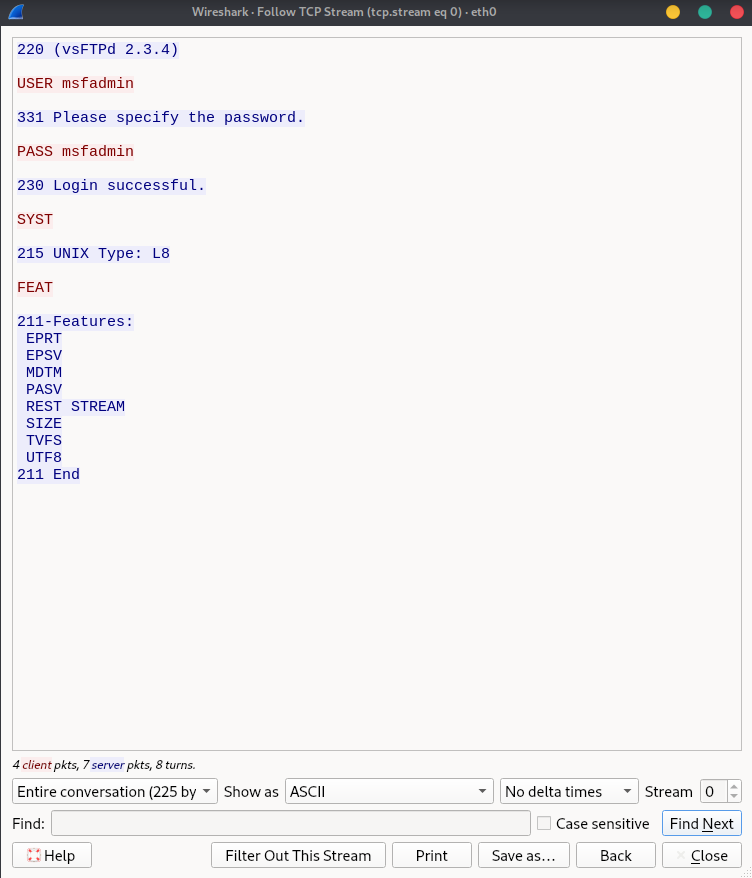 Wireshark · Follow TCP Stream (tcp.stream eq 0) · eth0
220 (vsFTPd 2.3.4)
USER msfadmin
331 Please specify the password.
PASS msfadmin
230 Login successful.
SYST
215 UNIX Type: L8
FEAT
211-Features:
 EPRT
 EPSV
 MDTM
 PASV
 REST STREAM
 SIZE
 TVFS
 UTF8
211 End
4 client pkts, 7 server pkts, 8 turns.
Entire conversation (225 by Show as ASCII No delta times Stream 0
Find: Case sensitive Find Next
Help Filter Out This Stream Print Save as… Back Close